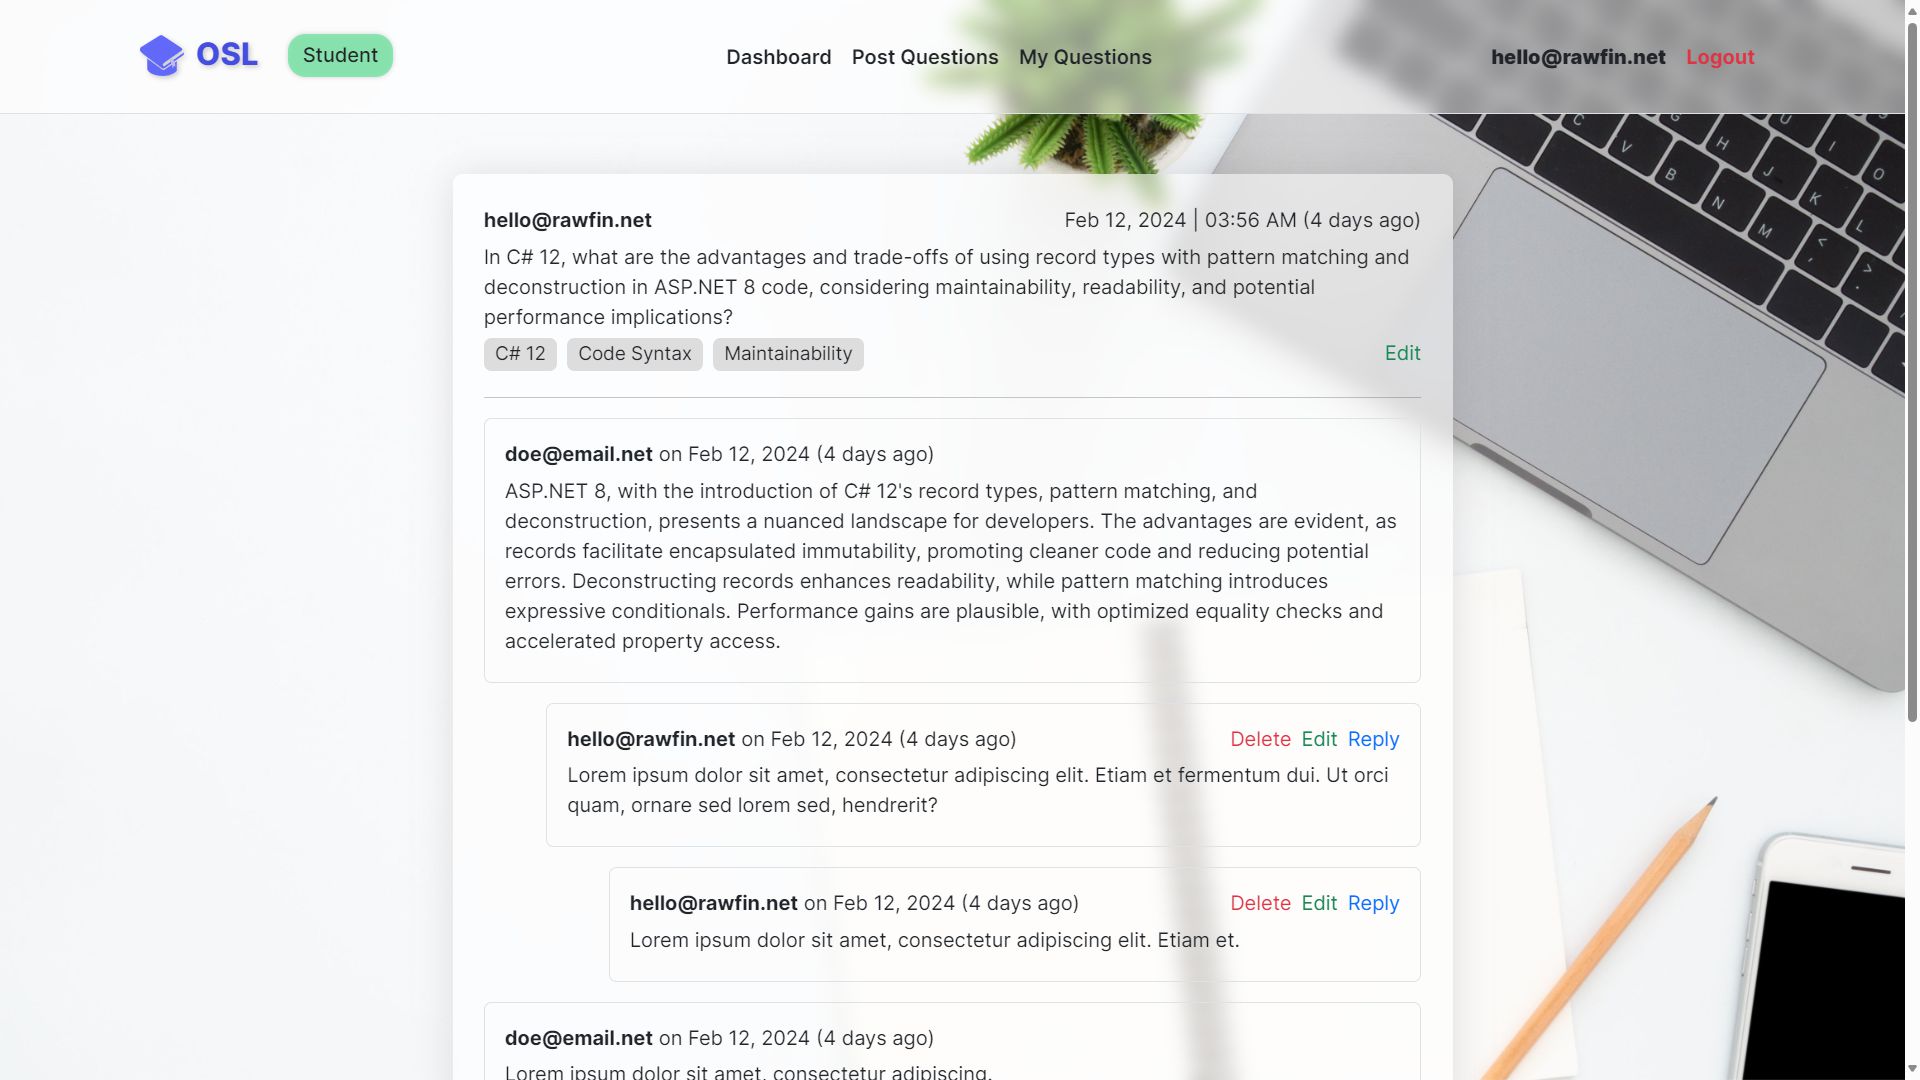 OSL Student Dashboard Post Questions My Questions hello@rawfin.net Logout
hello@rawfin.net Feb 12, 2024 | 03:56 AM (4 days ago)
In C# 12, what are the advantages and trade-offs of using record types with pattern matching and
deconstruction in ASP.NET 8 code, considering maintainability, readability, and potential
performance implications?
C# 12 Code Syntax Maintainability Edit
doe@email.net on Feb 12, 2024 (4 days ago)
ASP.NET 8, with the introduction of C# 12's record types, pattern matching, and
deconstruction, presents a nuanced landscape for developers. The advantages are evident, as
records facilitate encapsulated immutability, promoting cleaner code and reducing potential
errors. Deconstructing records enhances readability, while pattern matching introduces
expressive conditionals. Performance gains are plausible, with optimized equality checks and
accelerated property access.
hello@rawfin.net on Feb 12, 2024 (4 days ago) Delete Edit Reply
Lorem ipsum dolor sit amet, consectetur adipiscing elit. Etiam et fermentum dui. Ut orci
quam, ornare sed lorem sed, hendrerit?
hello@rawfin.net on Feb 12, 2024 (4 days ago) Delete Edit Reply
Lorem ipsum dolor sit amet, consectetur adipiscing elit. Etiam et.
doe@email.net on Feb 12, 2024 (4 days ago)
Lorem ipsum dolor sit amet, consectetur adipiscing.